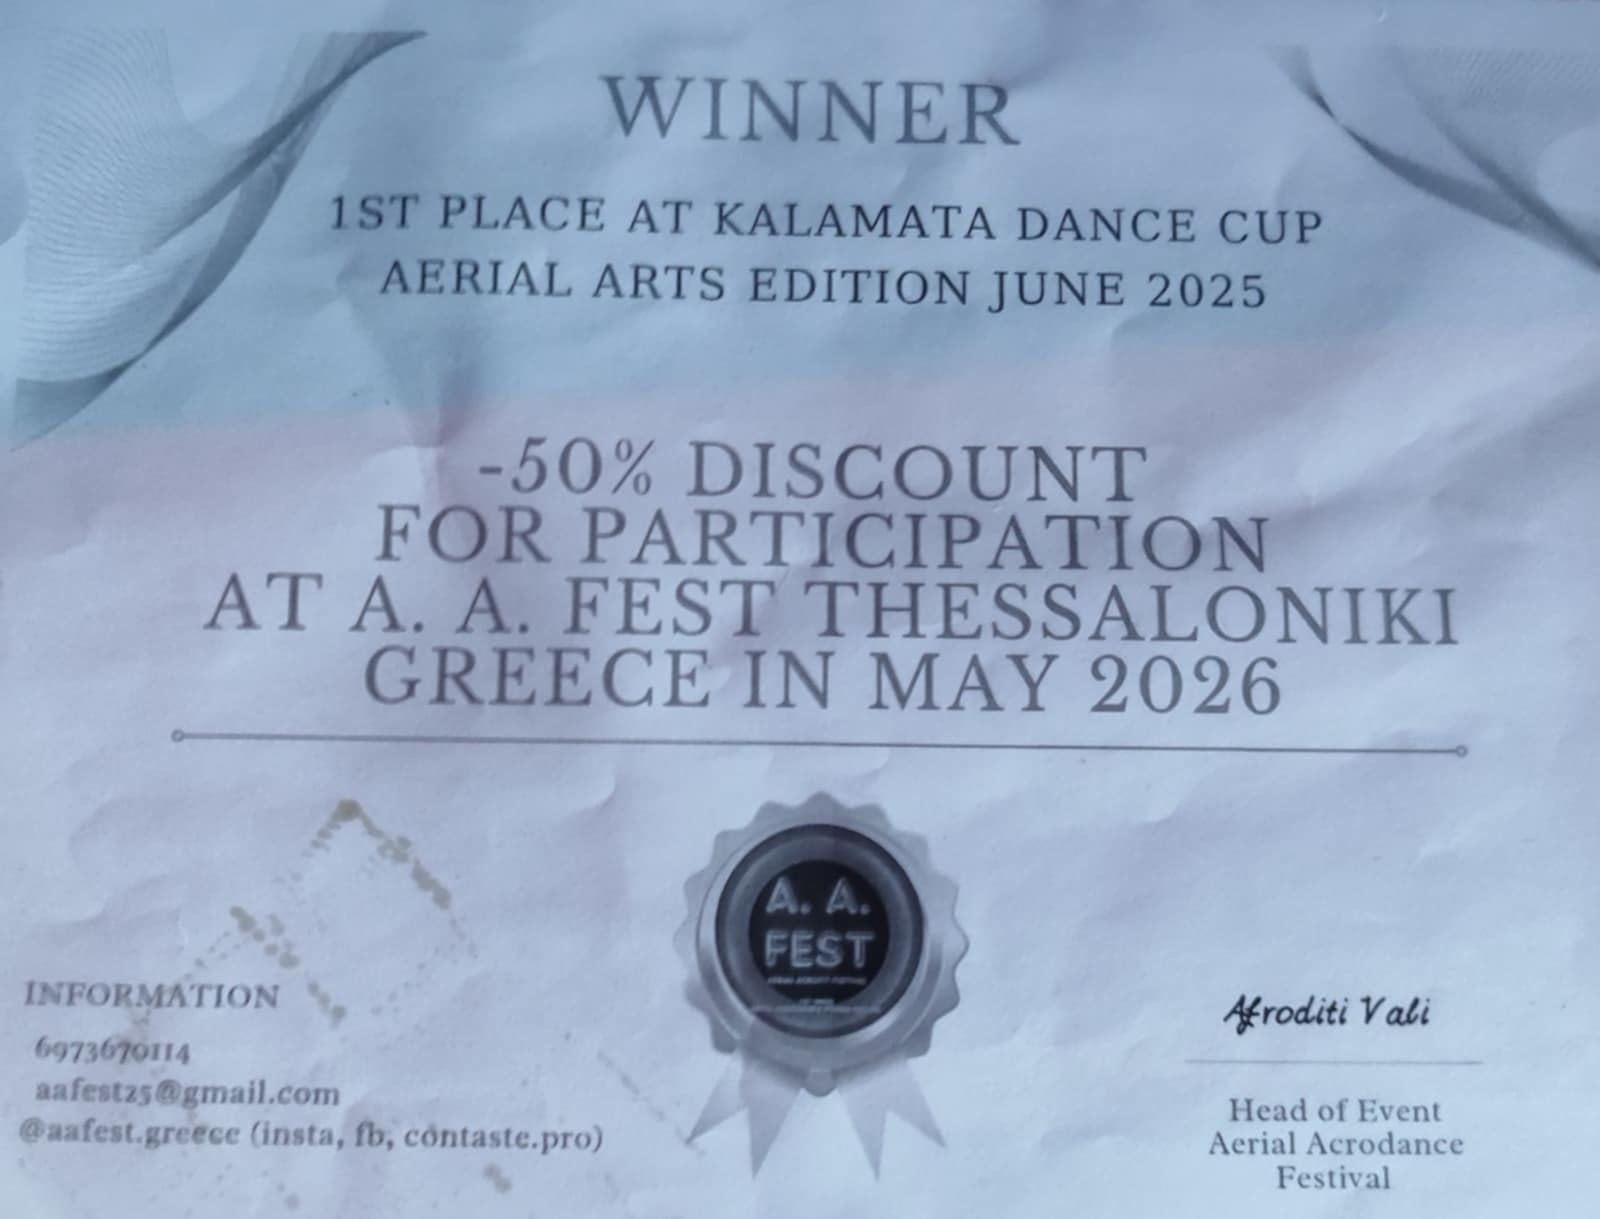 WINNER
1ST PLACE AT KALAMATA DANCE CUP
AERIAL ARTS EDITION JUNE 2025
-50% DISCOUNT
FOR PARTICIPATION
AT A. A. FEST THESSALONIKI
GREECE IN MAY 2026
A. A.
FEST
INFORMATION
6973670114
aafest25@gmail.com
@aafest.greece (insta, fb, contaste.pro)
Afroditi Vali
Head of Event
Aerial Acrodance
Festival